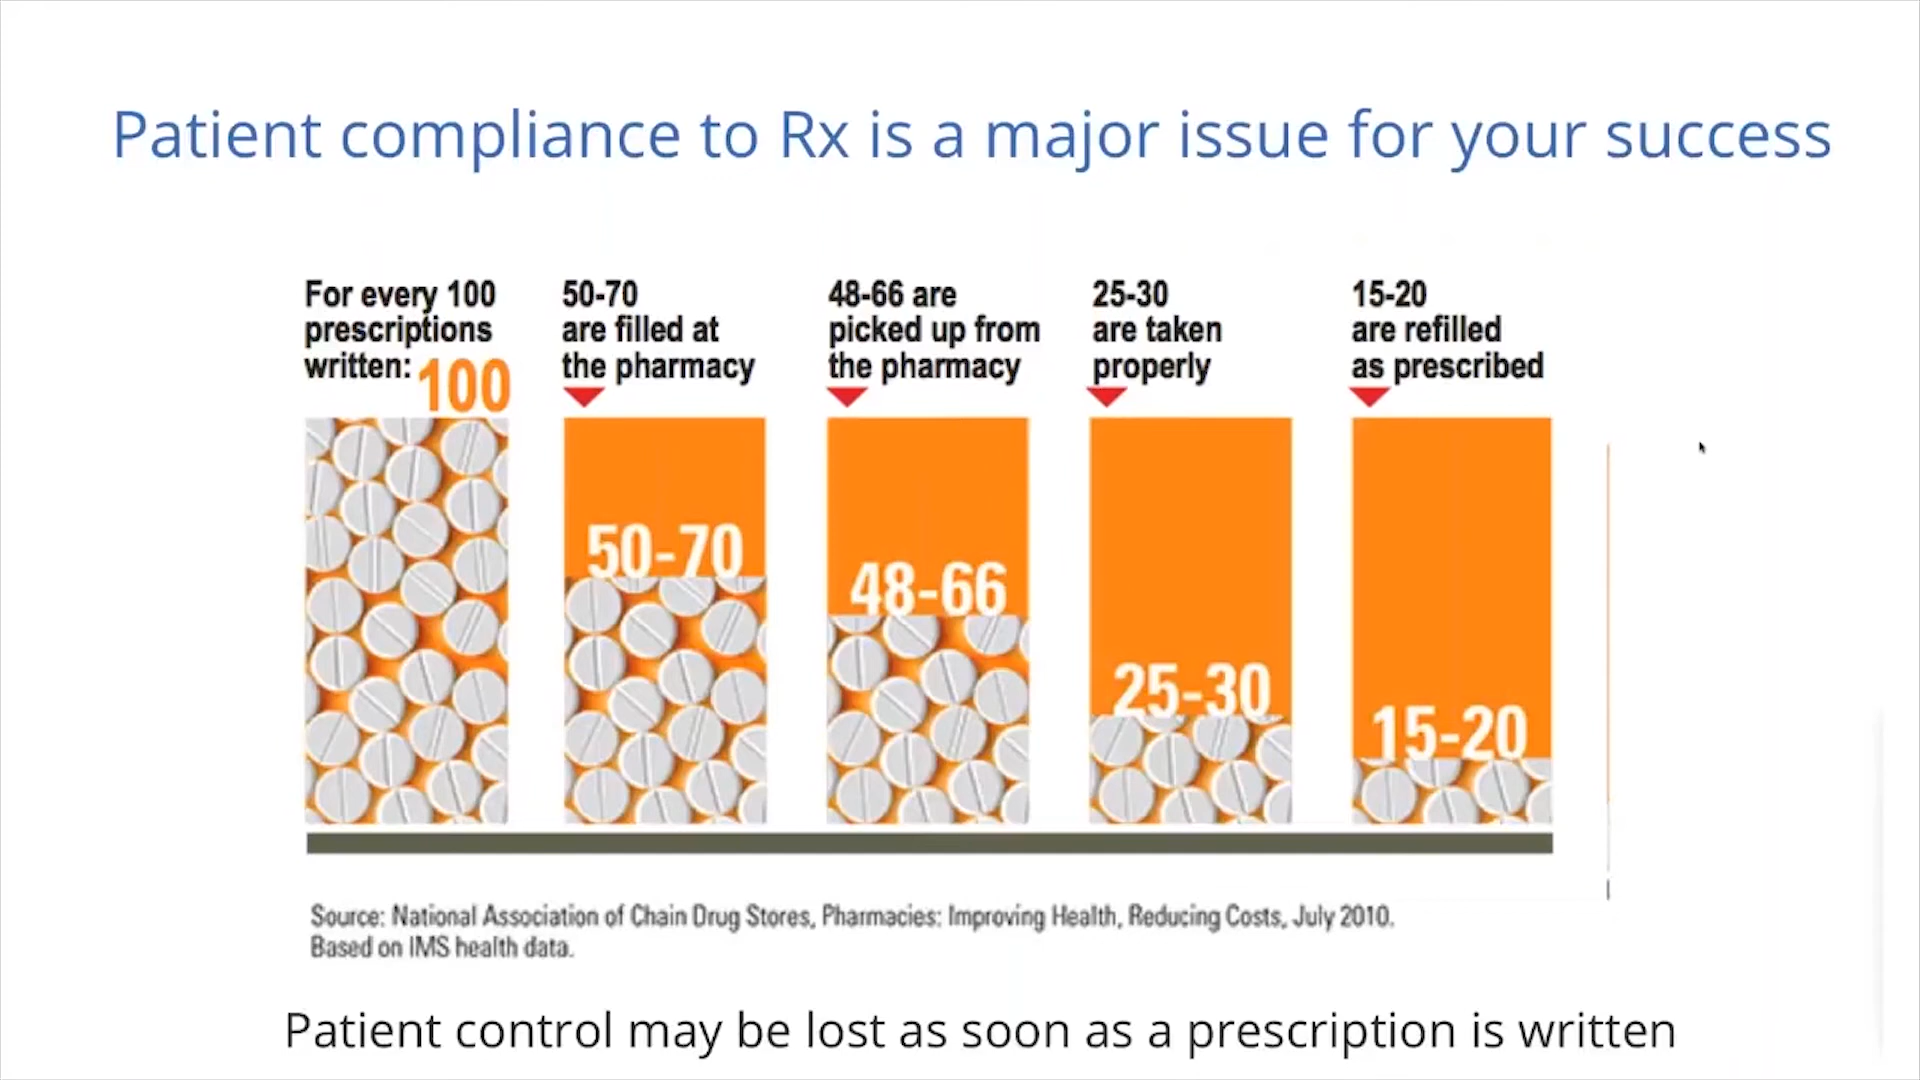 Patient compliance to Rx is a major issue for your success
For every 100
prescriptions
written: 100
50-70
are filled at
the pharmacy
48-66 are
picked up from
the pharmacy
25-30
are taken
properly
15-20
are refilled
as prescribed
50-70
48-66
25-30
15-20
Source: National Association of Chain Drug Stores, Pharmacies: Improving Health, Reducing Costs, July 2010.
Based on IMS health data.
Patient control may be lost as soon as a prescription is written